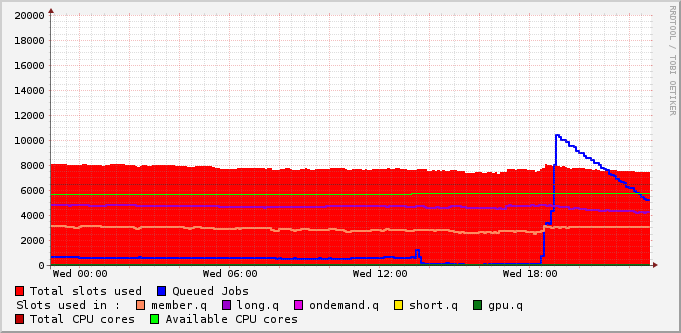 RRDTOOL / TOBI OETIKER
20000
18000
16000
14000
12000
10000
8000
6000
4000
2000
0
Wed 00:00 Wed 06:00 Wed 12:00 Wed 18:00
Total slots used Queued Jobs
Slots used in : member.q long.q ondemand.q short.q gpu.q
Total CPU cores Available CPU cores